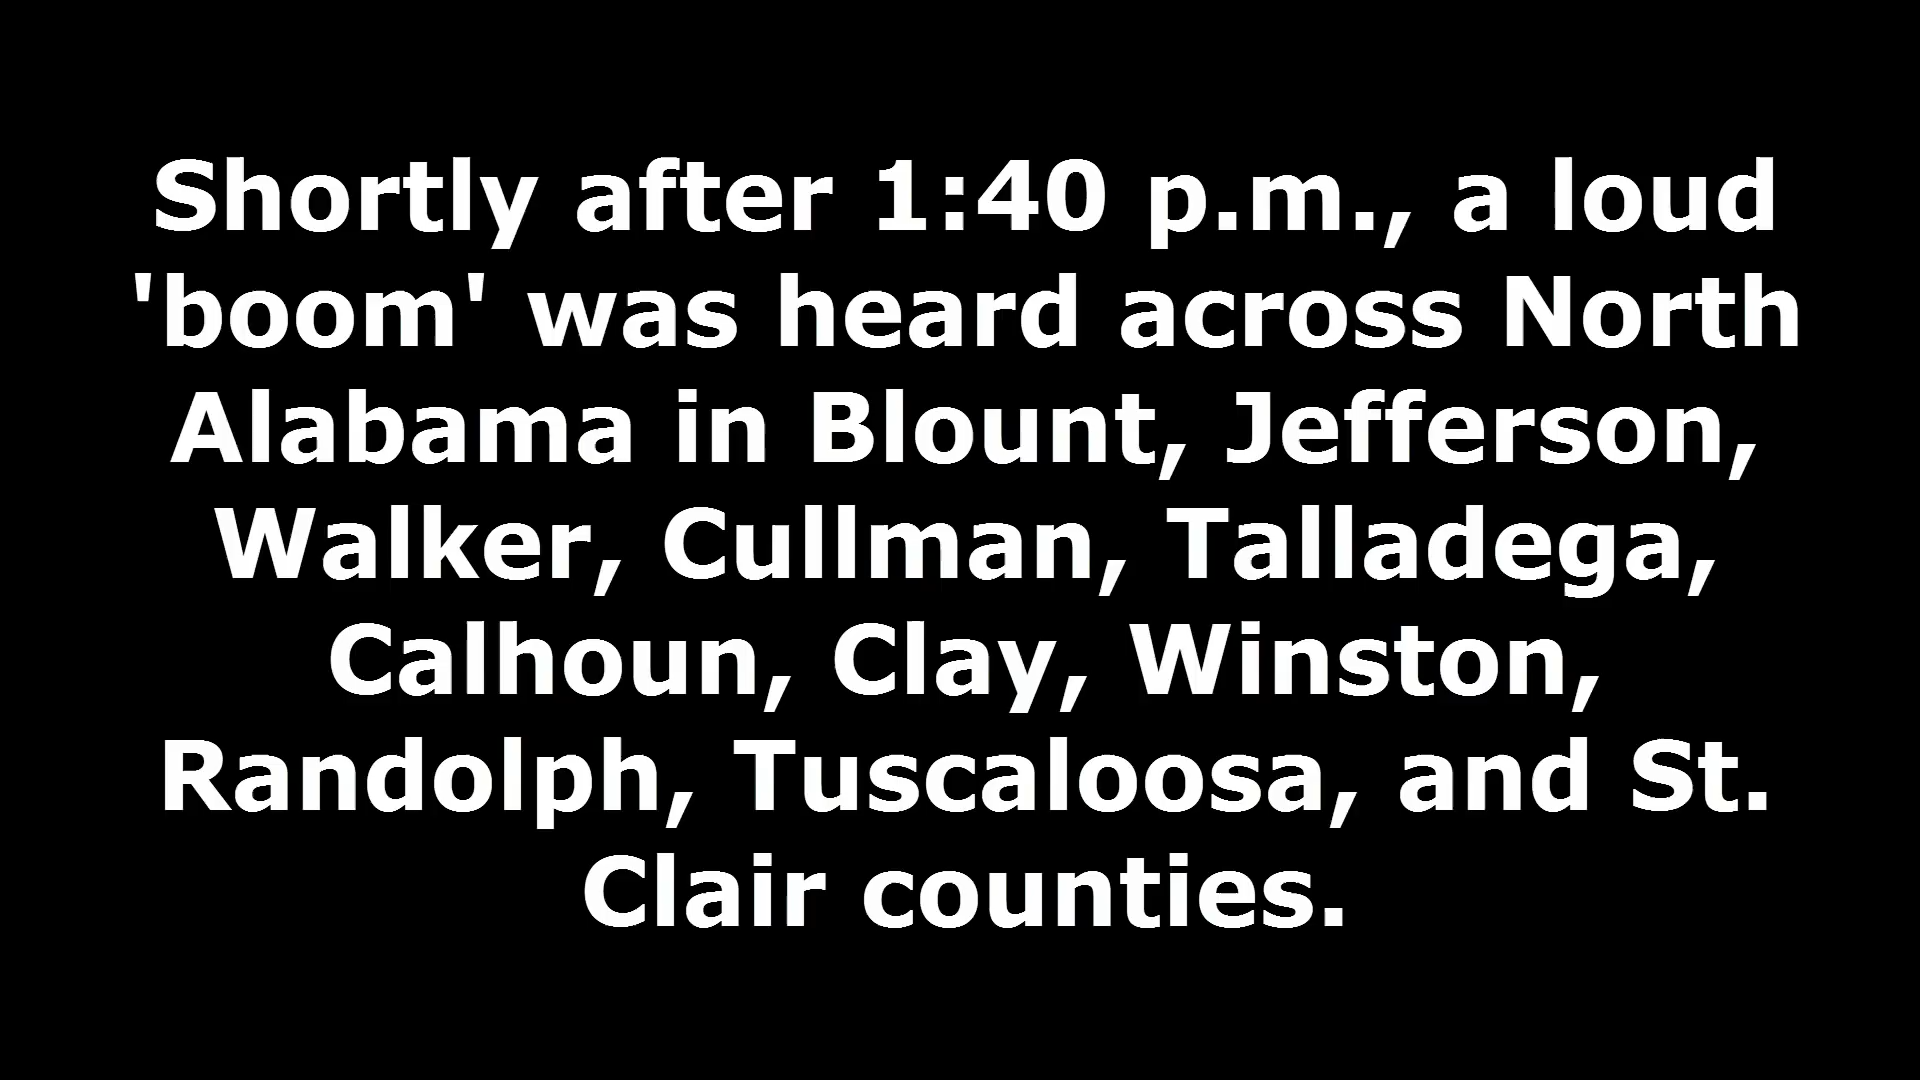 Shortly after 1:40 p.m., a loud
'boom' was heard across North
Alabama in Blount, Jefferson,
Walker, Cullman, Talladega,
Calhoun, Clay, Winston,
Randolph, Tuscaloosa, and St.
Clair counties.